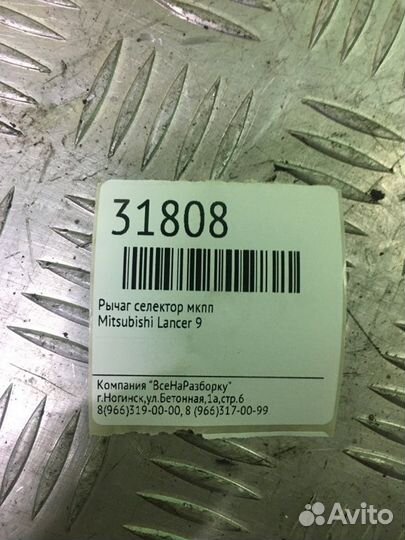 31808
Рычаг селектор мкпп
Mitsubishi Lancer 9
Компания "ВсеНаРазборку"
г.Ногинск,ул.Бетонная,1а,стр.6
8(966)319-00-00, 8 (966)317-00-99
Avito